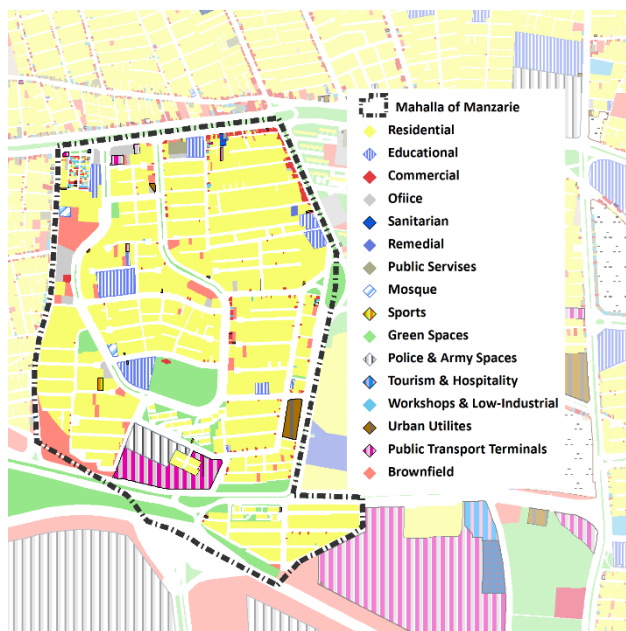 Mahalla of Manzarie
Residential
Educational
Commercial
Ofiice
Sanitarian
Remedial
Public Servises
Mosque
Sports
Green Spaces
Police & Army Spaces
Tourism & Hospitality
Workshops & Low-Industrial
Urban Utilites
Public Transport Terminals
Brownfield